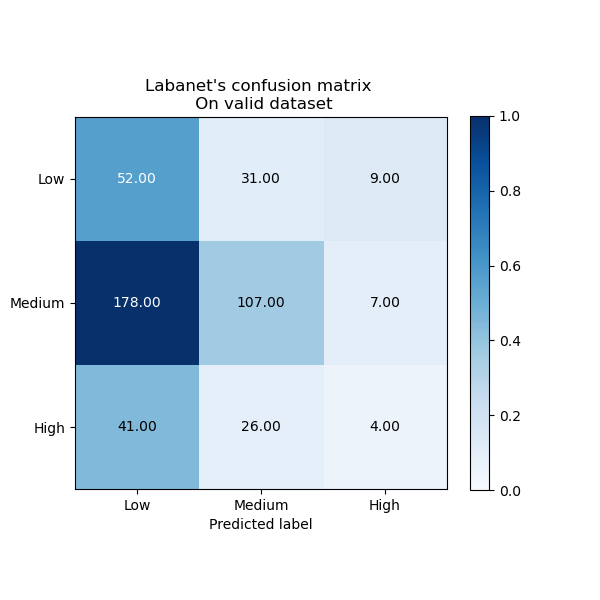 Labanet's confusion matrix
On valid dataset
Low 52.00 31.00 9.00
Medium 178.00 107.00 7.00
High 41.00 26.00 4.00
Low Medium High
Predicted label
1.0
0.8
0.6
0.4
0.2
0.0